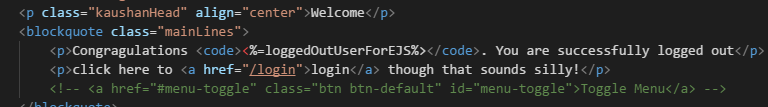 <p class="kaushanHead" align="center">Welcome</p>
<blockquote class="mainLines">
<p>Congragulations <code><%=loggedOutUserForEJS%></code>. You are successfully logged out</p>
<p>click here to <a href="/login">login</a> though that sounds silly!</p>
<!-- <a href="#menu-toggle" class="btn btn-default" id="menu-toggle">Toggle Menu</a> -->
</blockquote>